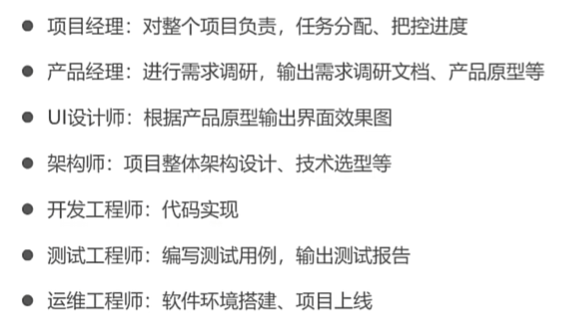 ● 项目经理：对整个项目负责，任务分配、把控进度
● 产品经理：进行需求调研，输出需求调研文档、产品原型等
● UI设计师：根据产品原型输出界面效果图
● 架构师：项目整体架构设计、技术选型等
● 开发工程师：代码实现
● 测试工程师：编写测试用例，输出测试报告
● 运维工程师：软件环境搭建、项目上线